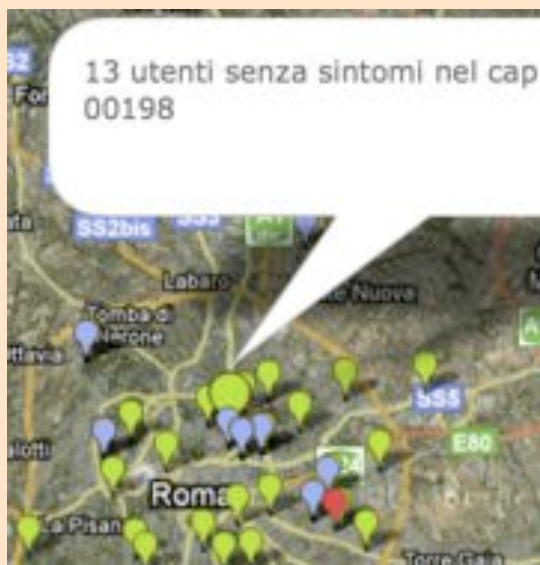 13 utenti senza sintomi nel cap
00198
SS2bis
Labaro
Nuova
Tomba di
Nerone
SS5
E80
Roma
La Pisan
Torre Gaia